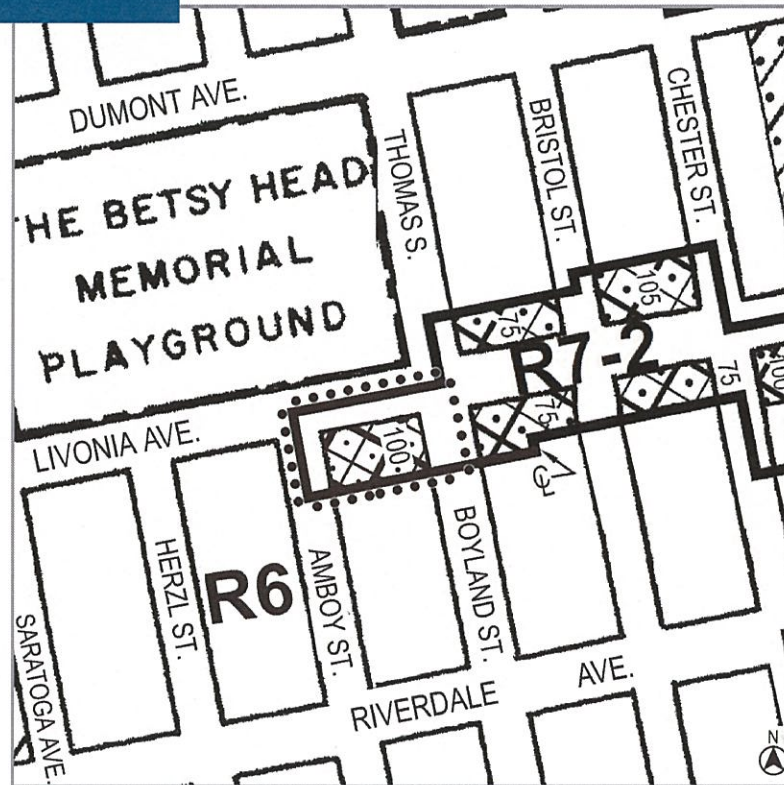 DUMONT AVE.
THE BETSY HEAD
MEMORIAL
PLAYGROUND
THOMAS S.
BRISTOL ST.
CHESTER ST.
105
75
R7-2
75
75
100
100
LIVONIA AVE.
HERZL ST.
R6
AMBOY ST.
BOYLAND ST.
SARATOGA AVE.
RIVERDALE AVE.
CL
N